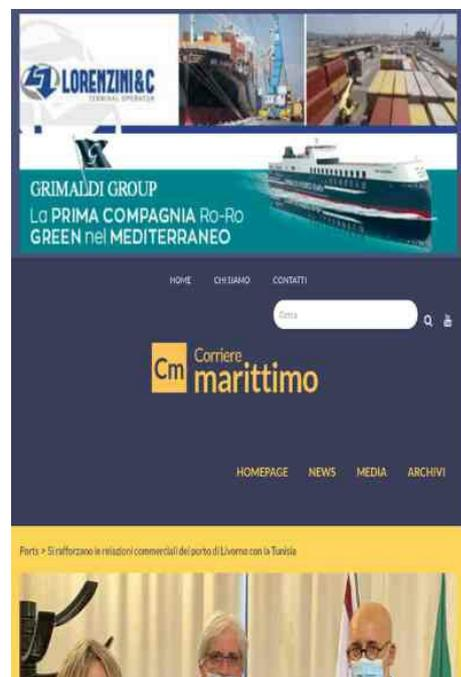 LORENZINI&C
TERMINAL OPERATOR
GRIMALDI GROUP
La PRIMA COMPAGNIA Ro-Ro
GREEN nel MEDITERRANEO
HOME CHI SIAMO CONTATTI
Cerca
Cm Corriere
marittimo
HOMEPAGE NEWS MEDIA ARCHIVI
Ports > Si rafforzano le relazioni commerciali del porto di Livorno con la Tunisia